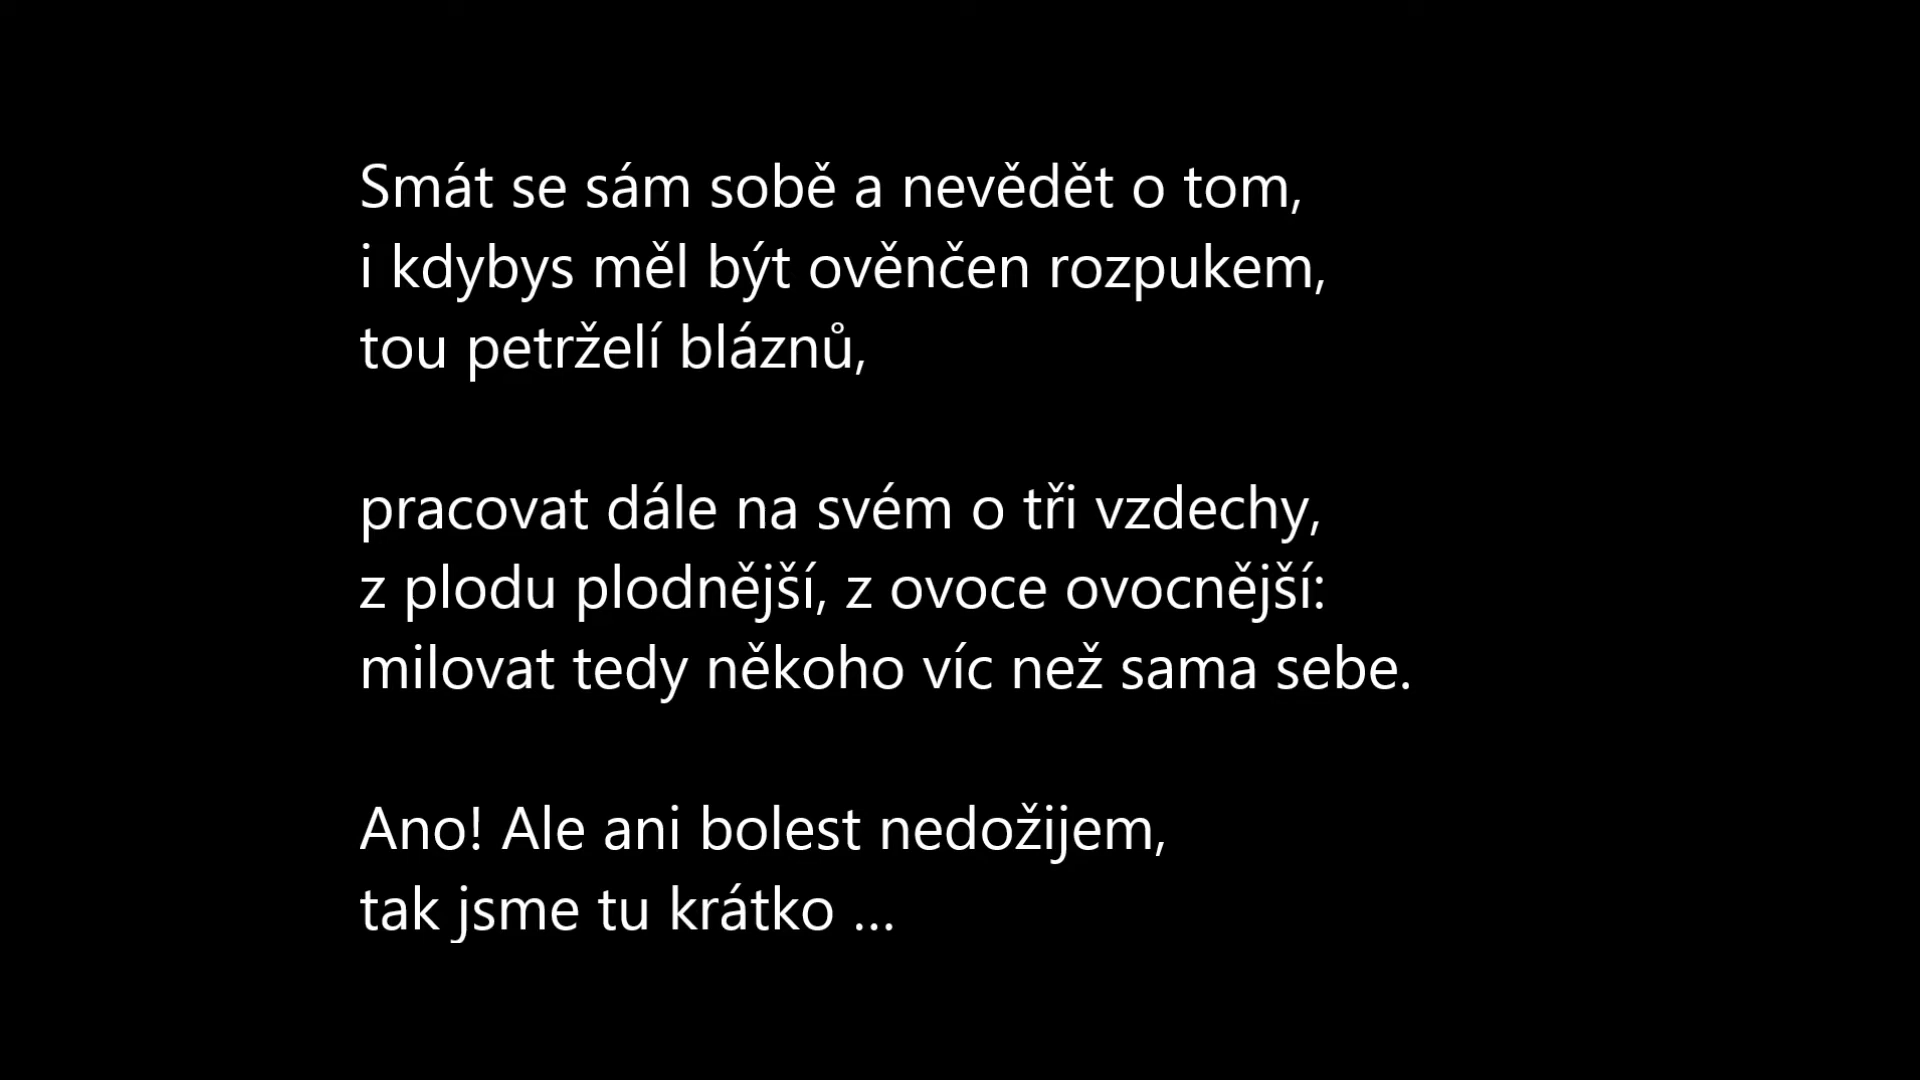 Smát se sám sobě a nevědět o tom,
i kdybys měl být ověnčen rozpukem,
tou petrželí bláznů,
pracovat dále na svém o tři vzdechy,
z plodu plodnější, z ovoce ovocnější:
milovat tedy někoho víc než sama sebe.
Ano! Ale ani bolest nedožijem,
tak jsme tu krátko ...